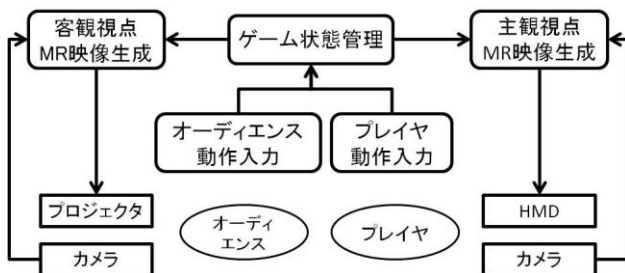 客観視点
MR映像生成
ゲーム状態管理
主観視点
MR映像生成
オーディエンス
動作入力
プレイヤ
動作入力
プロジェクタ
オーディ
エンス
プレイヤ
HMD
カメラ
カメラ